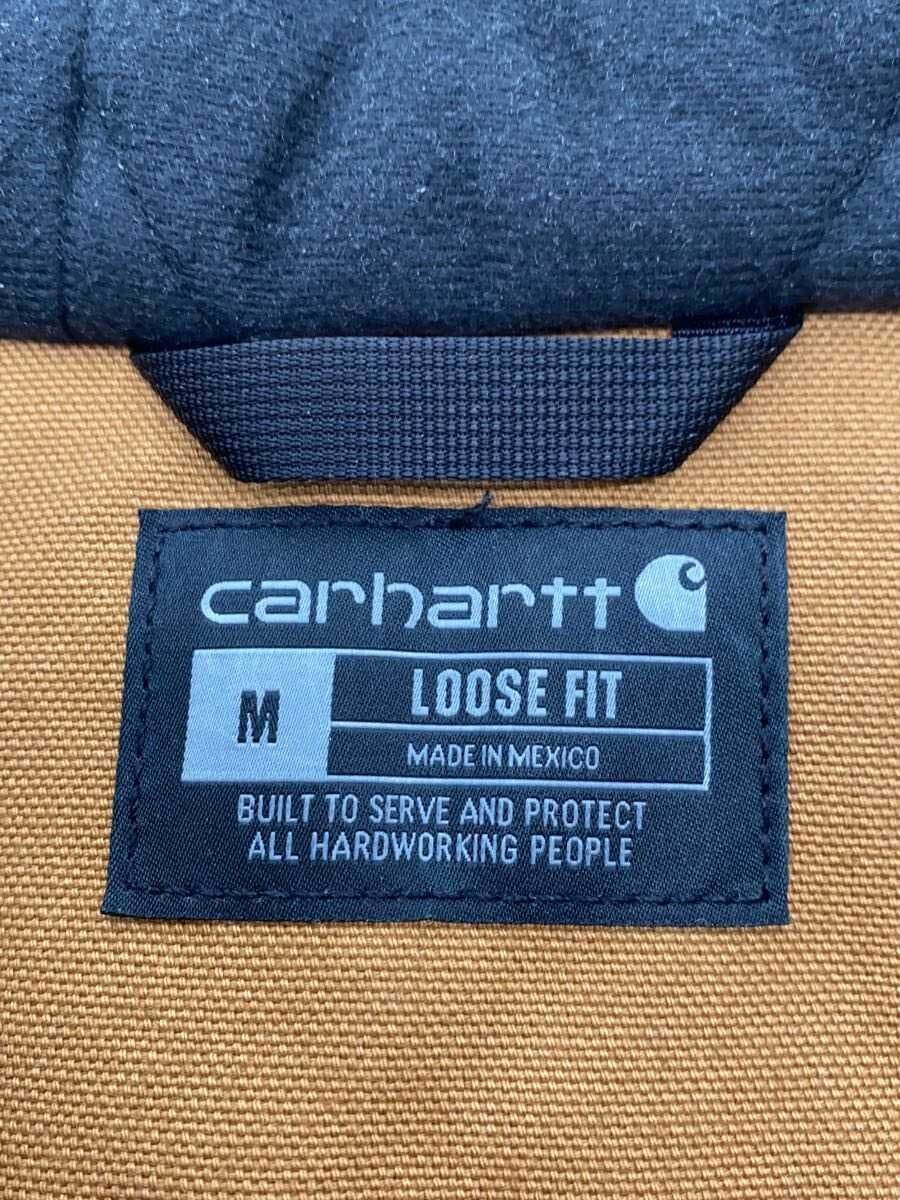 carhartt
M
LOOSE FIT
MADE IN MEXICO
BUILT TO SERVE AND PROTECT
ALL HARDWORKING PEOPLE